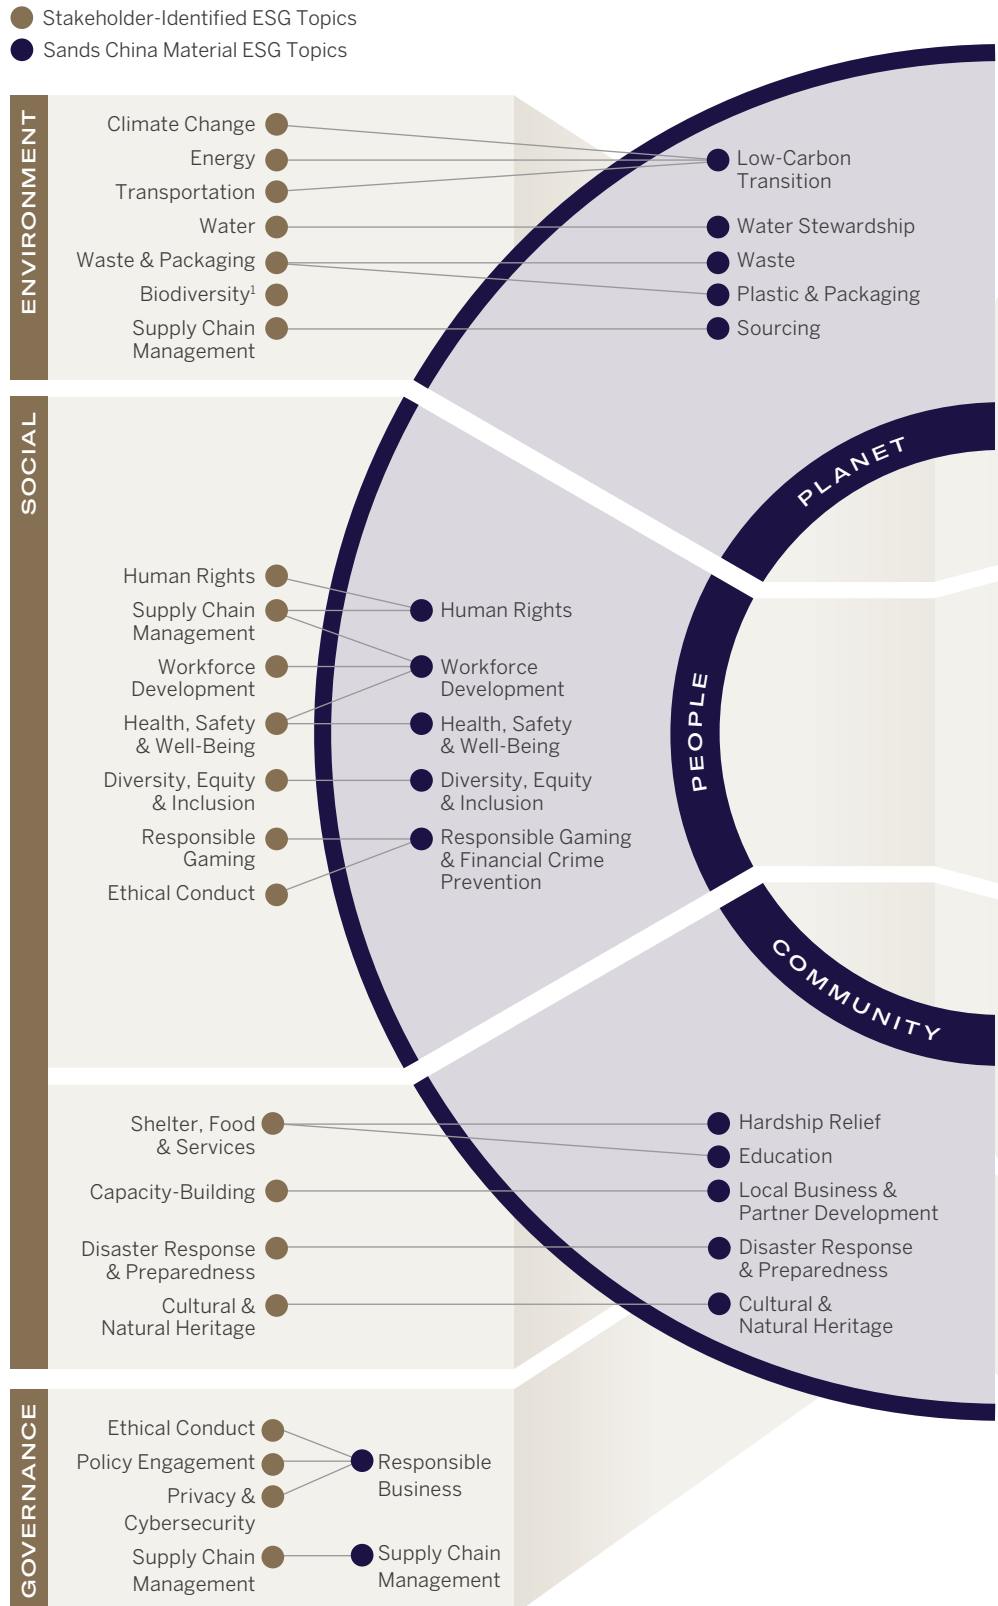 Stakeholder-Identified ESG Topics
Sands China Material ESG Topics
ENVIRONMENT
Climate Change
Energy
Transportation
Water
Waste & Packaging
Biodiversity¹
Supply Chain
Management
Low-Carbon
Transition
Water Stewardship
Waste
Plastic & Packaging
Sourcing
PLANET
SOCIAL
Human Rights
Supply Chain
Management
Workforce
Development
Health, Safety
& Well-Being
Diversity, Equity
& Inclusion
Responsible
Gaming
Ethical Conduct
Human Rights
Workforce
Development
Health, Safety
& Well-Being
Diversity, Equity
& Inclusion
Responsible Gaming
& Financial Crime
Prevention
PEOPLE
Shelter, Food
& Services
Capacity-Building
Disaster Response
& Preparedness
Cultural &
Natural Heritage
Hardship Relief
Education
Local Business &
Partner Development
Disaster Response
& Preparedness
Cultural &
Natural Heritage
COMMUNITY
GOVERNANCE
Ethical Conduct
Policy Engagement
Privacy &
Cybersecurity
Supply Chain
Management
Responsible
Business
Supply Chain
Management